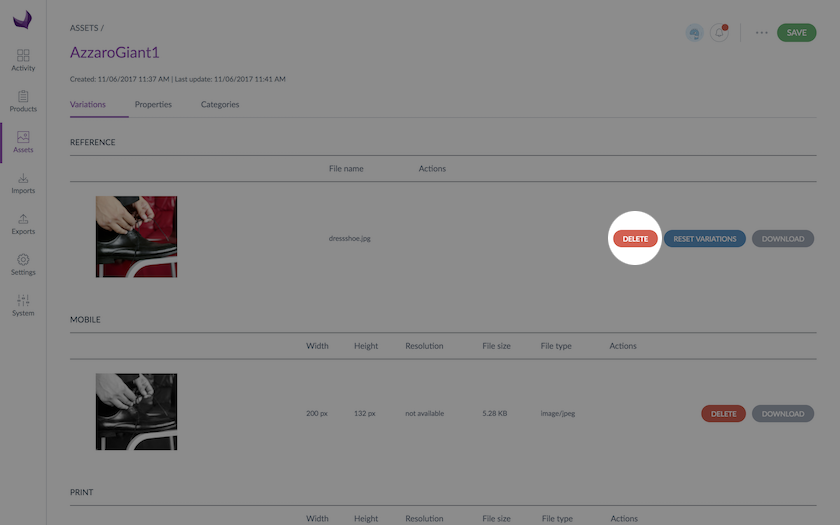 ASSETS /
AzzaroGiant1
SAVE
Created: 11/06/2017 11:37 AM | Last update: 11/06/2017 11:41 AM
Variations Properties Categories
Activity
Products
Assets
Imports
Exports
Settings
System
REFERENCE
File name Actions
dressshoe.jpg DELETE RESET VARIATIONS DOWNLOAD
MOBILE
Width Height Resolution File size File type Actions
200 px 132 px not available 5.28 KB image/jpeg DELETE DOWNLOAD
PRINT
Width Height Resolution File size File type Actions